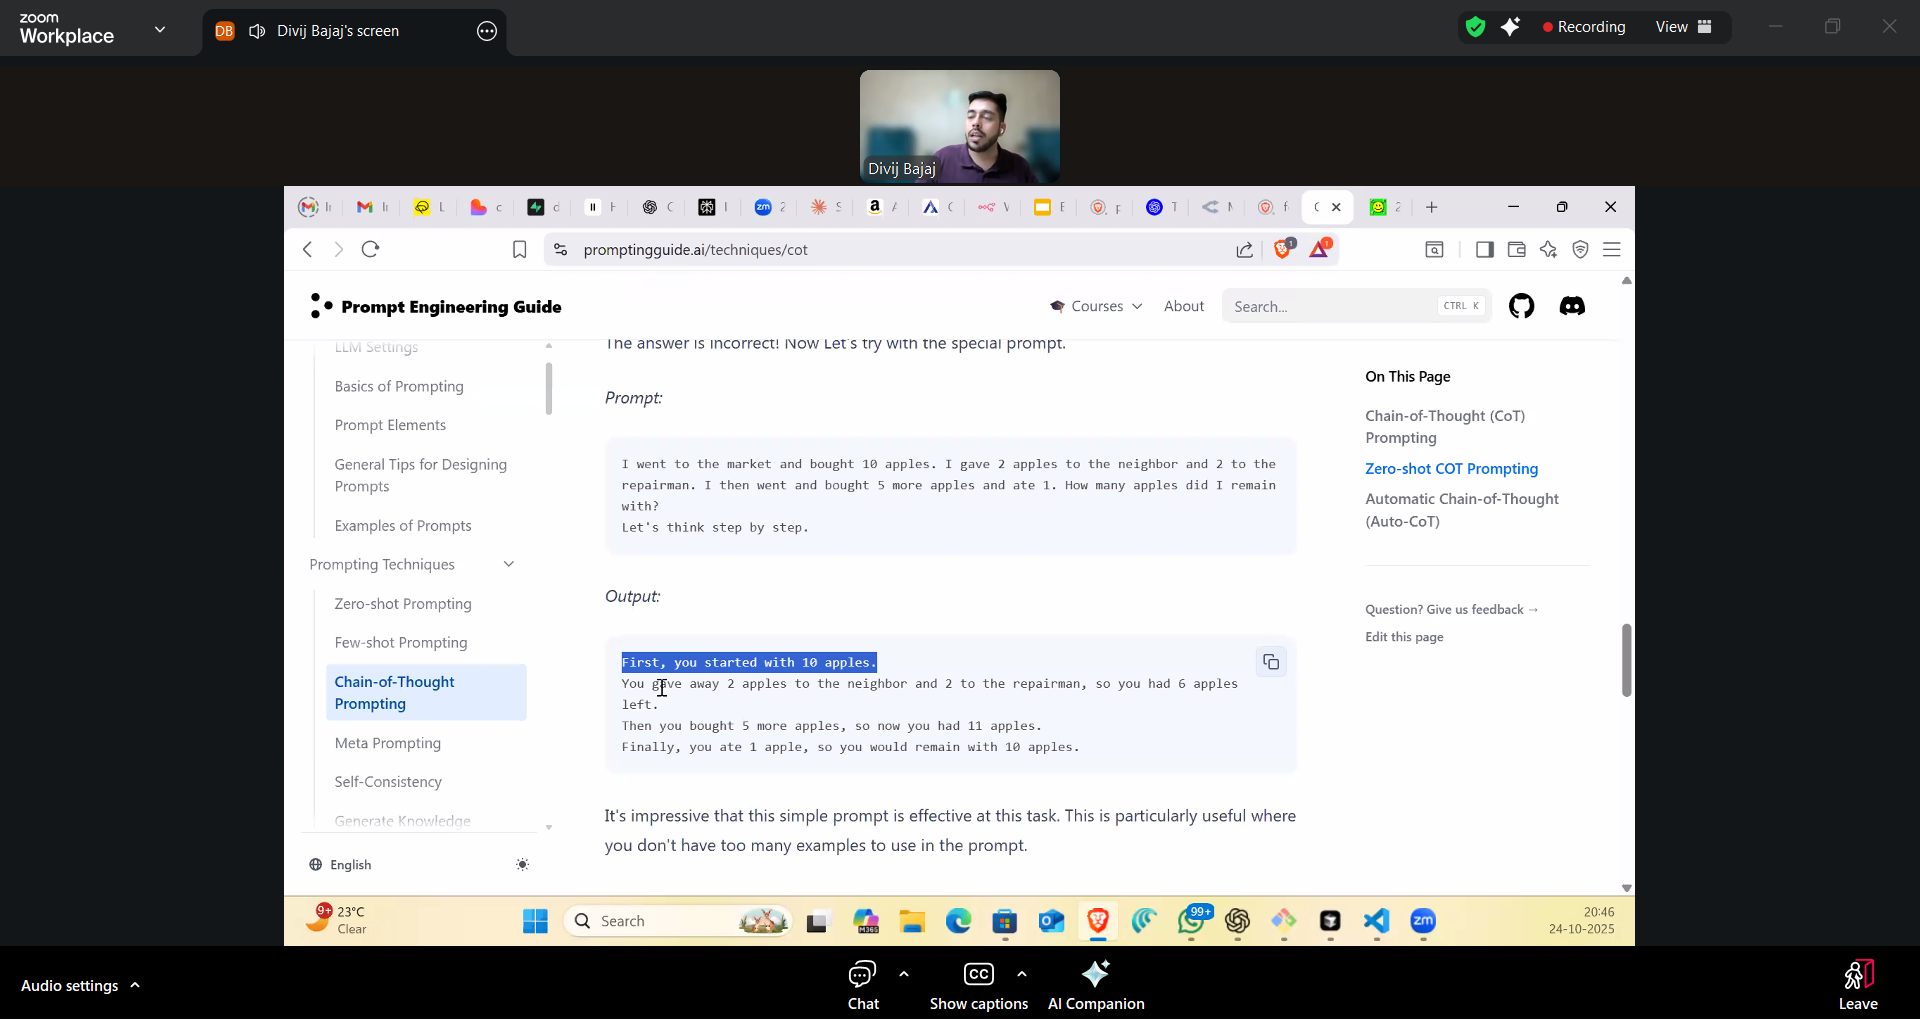 zoom
Workplace
DB
Divij Bajaj's screen
Recording
View
Divij Bajaj
promptingguide.ai/techniques/cot
1
1
Prompt Engineering Guide
Courses
About
Search...
CTRL K
LLM Settings
Basics of Prompting
Prompt Elements
General Tips for Designing
Prompts
Examples of Prompts
Prompting Techniques
Zero-shot Prompting
Few-shot Prompting
Chain-of-Thought
Prompting
Meta Prompting
Self-Consistency
Generate Knowledge
English
The answer is incorrect! Now Let's try with the special prompt.
Prompt:
I went to the market and bought 10 apples. I gave 2 apples to the neighbor and 2 to the
repairman. I then went and bought 5 more apples and ate 1. How many apples did I remain
with?
Let's think step by step.
Output:
First, you started with 10 apples.
You gave away 2 apples to the neighbor and 2 to the repairman, so you had 6 apples
left.
Then you bought 5 more apples, so now you had 11 apples.
Finally, you ate 1 apple, so you would remain with 10 apples.
It's impressive that this simple prompt is effective at this task. This is particularly useful where
you don't have too many examples to use in the prompt.
On This Page
Chain-of-Thought (CoT)
Prompting
Zero-shot COT Prompting
Automatic Chain-of-Thought
(Auto-CoT)
Question? Give us feedback →
Edit this page
9+
23°C
Clear
Search
M365
99+
zm
20:46
24-10-2025
Audio settings
Chat
CC
Show captions
AI Companion
Leave